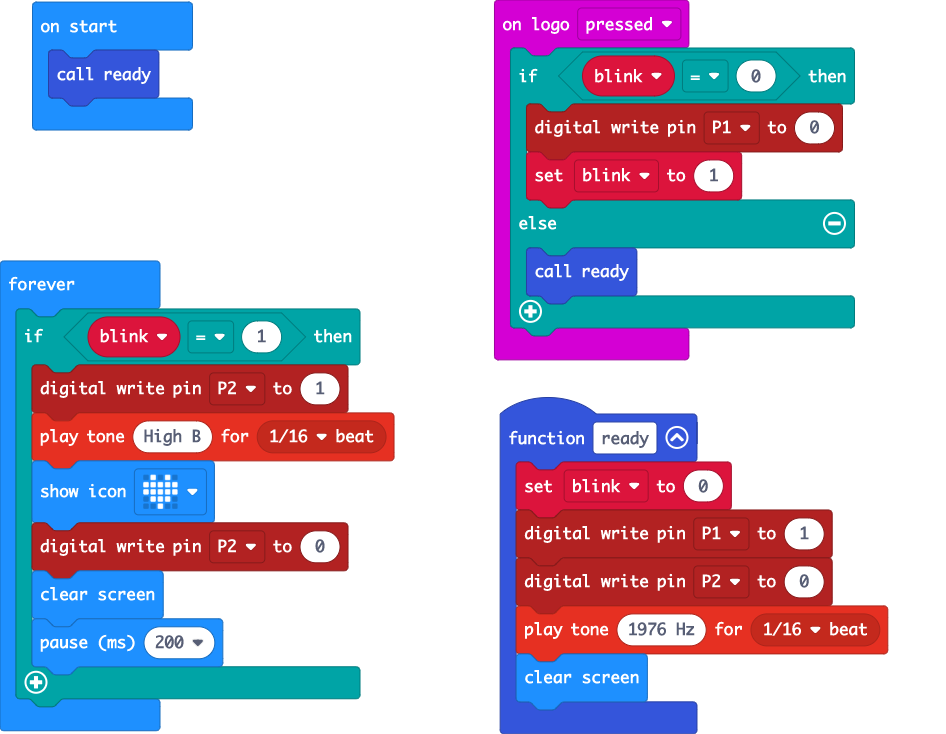 on start
call ready
on logo pressed
if blink = 0 then
digital write pin P1 to 0
set blink to 1
else
call ready
forever
if blink = 1 then
digital write pin P2 to 1
play tone High B for 1/16 beat
show icon
digital write pin P2 to 0
clear screen
pause (ms) 200
function ready
set blink to 0
digital write pin P1 to 1
digital write pin P2 to 0
play tone 1976 Hz for 1/16 beat
clear screen